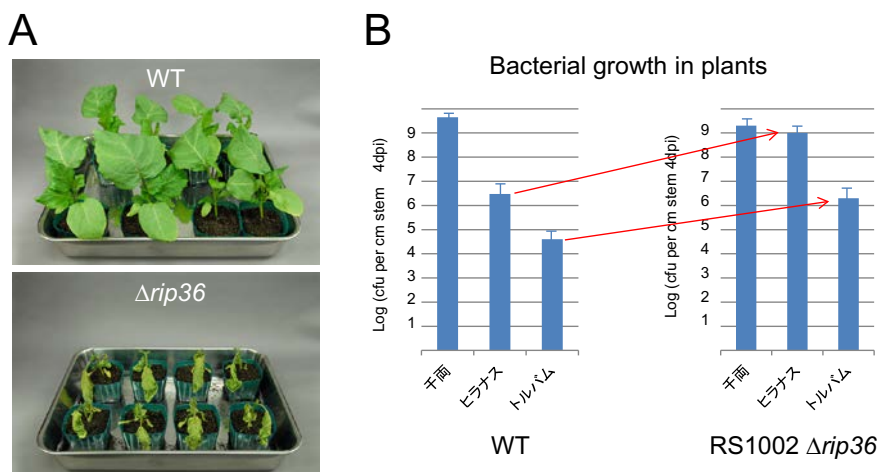 A
WT
Δrip36
B
Bacterial growth in plants
Log (cfu per cm stem 4dpi)
9
8
7
6
5
4
3
2
1
千両
ヒラナス
トルバム
WT
Log (cfu per cm stem 4dpi)
9
8
7
6
5
4
3
2
1
千両
ヒラナス
トルバム
RS1002 Δrip36